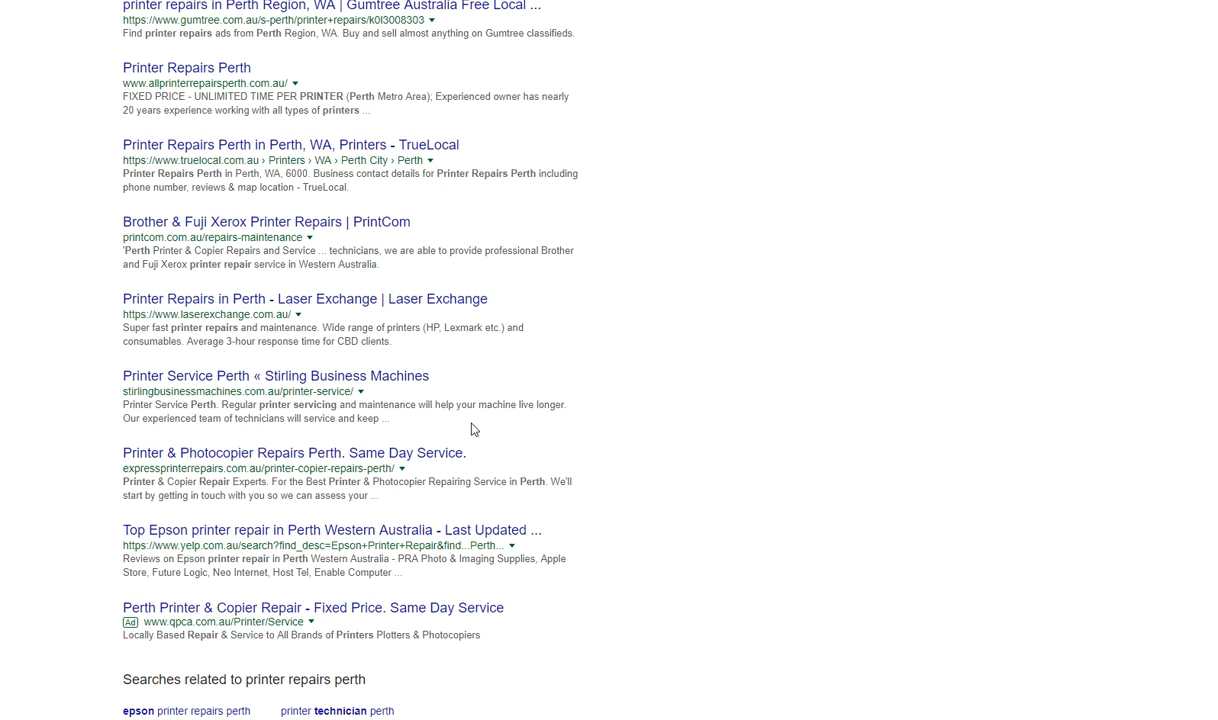 printer repairs in Perth Region, WA | Gumtree Australia Free Local ...
https://www.gumtree.com.au/s-perth/printer+repairs/k0l3008303
Find printer repairs ads from Perth Region, WA. Buy and sell almost anything on Gumtree classifieds.
Printer Repairs Perth
www.allprinterrepairsperth.com.au/
FIXED PRICE - UNLIMITED TIME PER PRINTER (Perth Metro Area); Experienced owner has nearly
20 years experience working with all types of printers ...
Printer Repairs Perth in Perth, WA, Printers - TrueLocal
https://www.truelocal.com.au › Printers › WA › Perth City › Perth
Printer Repairs Perth in Perth, WA, 6000. Business contact details for Printer Repairs Perth including
phone number, reviews & map location - TrueLocal.
Brother & Fuji Xerox Printer Repairs | PrintCom
printcom.com.au/repairs-maintenance
'Perth Printer & Copier Repairs and Service ... technicians, we are able to provide professional Brother
and Fuji Xerox printer repair service in Western Australia.
Printer Repairs in Perth - Laser Exchange | Laser Exchange
https://www.laserexchange.com.au/
Super fast printer repairs and maintenance. Wide range of printers (HP, Lexmark etc.) and
consumables. Average 3-hour response time for CBD clients.
Printer Service Perth « Stirling Business Machines
stirlingbusinessmachines.com.au/printer-service/
Printer Service Perth. Regular printer servicing and maintenance will help your machine live longer.
Our experienced team of technicians will service and keep ...
Printer & Photocopier Repairs Perth. Same Day Service.
expressprinterrepairs.com.au/printer-copier-repairs-perth/
Printer & Copier Repair Experts. For the Best Printer & Photocopier Repairing Service in Perth. We'll
start by getting in touch with you so we can assess your ...
Top Epson printer repair in Perth Western Australia - Last Updated ...
https://www.yelp.com.au/search?find_desc=Epson+Printer+Repair&find...Perth...
Reviews on Epson printer repair in Perth Western Australia - PRA Photo & Imaging Supplies, Apple
Store, Future Logic, Neo Internet, Host Tel, Enable Computer ...
Perth Printer & Copier Repair - Fixed Price. Same Day Service
Ad www.qpca.com.au/Printer/Service
Locally Based Repair & Service to All Brands of Printers Plotters & Photocopiers
Searches related to printer repairs perth
epson printer repairs perth printer technician perth